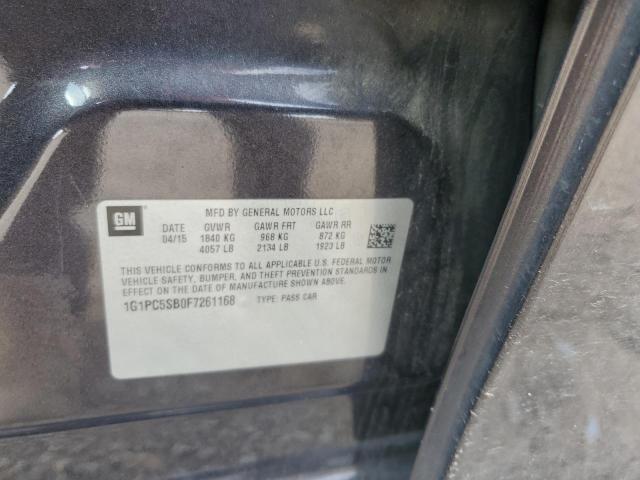 GM
MFD BY GENERAL MOTORS LLC
DATE GVWR GAWR FRT GAWR RR
04/15 1840 KG 968 KG 872 KG
4057 LB 2134 LB 1923 LB
THIS VEHICLE CONFORMS TO ALL APPLICABLE U.S. FEDERAL MOTOR
VEHICLE SAFETY, BUMPER, AND THEFT PREVENTION STANDARDS IN
EFFECT ON THE DATE OF MANUFACTURE SHOWN ABOVE.
1G1PC5SB0F7261168 TYPE: PASS CAR